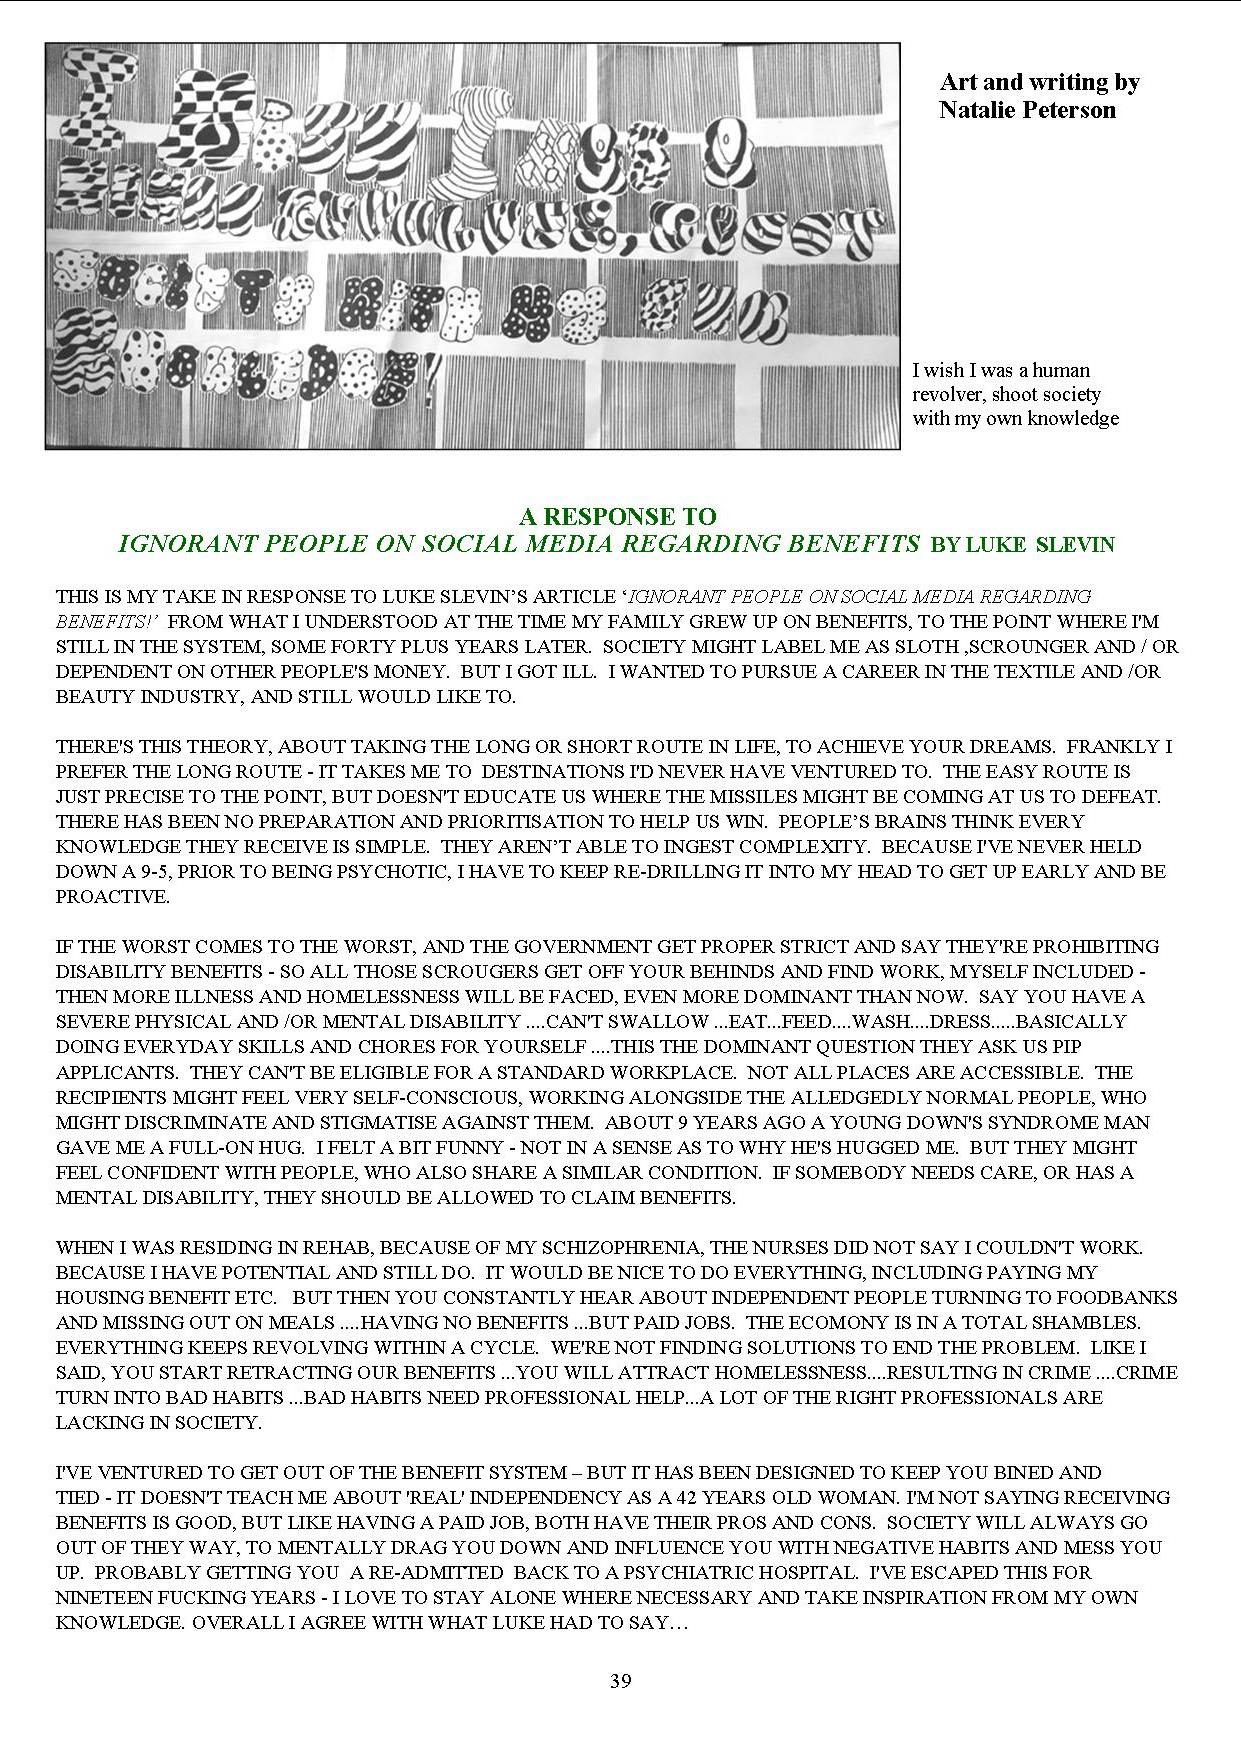 I WISH I WAS A
HUMAN REVOLVER, SHOOT
SOCIETY WITH MY OWN
KNOWLEDGE!
Art and writing by
Natalie Peterson
I wish I was a human
revolver, shoot society
with my own knowledge
A RESPONSE TO
IGNORANT PEOPLE ON SOCIAL MEDIA REGARDING BENEFITS BY LUKE SLEVIN
THIS IS MY TAKE IN RESPONSE TO LUKE SLEVIN’S ARTICLE ‘IGNORANT PEOPLE ON SOCIAL MEDIA REGARDING
BENEFITS!’ FROM WHAT I UNDERSTOOD AT THE TIME MY FAMILY GREW UP ON BENEFITS, TO THE POINT WHERE I'M
STILL IN THE SYSTEM, SOME FORTY PLUS YEARS LATER. SOCIETY MIGHT LABEL ME AS SLOTH ,SCROUNGER AND / OR
DEPENDENT ON OTHER PEOPLE'S MONEY. BUT I GOT ILL. I WANTED TO PURSUE A CAREER IN THE TEXTILE AND /OR
BEAUTY INDUSTRY, AND STILL WOULD LIKE TO.
THERE'S THIS THEORY, ABOUT TAKING THE LONG OR SHORT ROUTE IN LIFE, TO ACHIEVE YOUR DREAMS. FRANKLY I
PREFER THE LONG ROUTE - IT TAKES ME TO DESTINATIONS I'D NEVER HAVE VENTURED TO. THE EASY ROUTE IS
JUST PRECISE TO THE POINT, BUT DOESN'T EDUCATE US WHERE THE MISSILES MIGHT BE COMING AT US TO DEFEAT.
THERE HAS BEEN NO PREPARATION AND PRIORITISATION TO HELP US WIN. PEOPLE’S BRAINS THINK EVERY
KNOWLEDGE THEY RECEIVE IS SIMPLE. THEY AREN’T ABLE TO INGEST COMPLEXITY. BECAUSE I'VE NEVER HELD
DOWN A 9-5, PRIOR TO BEING PSYCHOTIC, I HAVE TO KEEP RE-DRILLING IT INTO MY HEAD TO GET UP EARLY AND BE
PROACTIVE.
IF THE WORST COMES TO THE WORST, AND THE GOVERNMENT GET PROPER STRICT AND SAY THEY'RE PROHIBITING
DISABILITY BENEFITS - SO ALL THOSE SCROUGERS GET OFF YOUR BEHINDS AND FIND WORK, MYSELF INCLUDED -
THEN MORE ILLNESS AND HOMELESSNESS WILL BE FACED, EVEN MORE DOMINANT THAN NOW. SAY YOU HAVE A
SEVERE PHYSICAL AND /OR MENTAL DISABILITY ....CAN'T SWALLOW ...EAT...FEED....WASH....DRESS.....BASICALLY
DOING EVERYDAY SKILLS AND CHORES FOR YOURSELF ....THIS THE DOMINANT QUESTION THEY ASK US PIP
APPLICANTS. THEY CAN'T BE ELIGIBLE FOR A STANDARD WORKPLACE. NOT ALL PLACES ARE ACCESSIBLE. THE
RECIPIENTS MIGHT FEEL VERY SELF-CONSCIOUS, WORKING ALONGSIDE THE ALLEDGEDLY NORMAL PEOPLE, WHO
MIGHT DISCRIMINATE AND STIGMATISE AGAINST THEM. ABOUT 9 YEARS AGO A YOUNG DOWN'S SYNDROME MAN
GAVE ME A FULL-ON HUG. I FELT A BIT FUNNY - NOT IN A SENSE AS TO WHY HE'S HUGGED ME. BUT THEY MIGHT
FEEL CONFIDENT WITH PEOPLE, WHO ALSO SHARE A SIMILAR CONDITION. IF SOMEBODY NEEDS CARE, OR HAS A
MENTAL DISABILITY, THEY SHOULD BE ALLOWED TO CLAIM BENEFITS.
WHEN I WAS RESIDING IN REHAB, BECAUSE OF MY SCHIZOPHRENIA, THE NURSES DID NOT SAY I COULDN'T WORK.
BECAUSE I HAVE POTENTIAL AND STILL DO. IT WOULD BE NICE TO DO EVERYTHING, INCLUDING PAYING MY
HOUSING BENEFIT ETC. BUT THEN YOU CONSTANTLY HEAR ABOUT INDEPENDENT PEOPLE TURNING TO FOODBANKS
AND MISSING OUT ON MEALS ....HAVING NO BENEFITS ...BUT PAID JOBS. THE ECOMONY IS IN A TOTAL SHAMBLES.
EVERYTHING KEEPS REVOLVING WITHIN A CYCLE. WE'RE NOT FINDING SOLUTIONS TO END THE PROBLEM. LIKE I
SAID, YOU START RETRACTING OUR BENEFITS ...YOU WILL ATTRACT HOMELESSNESS....RESULTING IN CRIME ....CRIME
TURN INTO BAD HABITS ...BAD HABITS NEED PROFESSIONAL HELP...A LOT OF THE RIGHT PROFESSIONALS ARE
LACKING IN SOCIETY.
I'VE VENTURED TO GET OUT OF THE BENEFIT SYSTEM – BUT IT HAS BEEN DESIGNED TO KEEP YOU BINED AND
TIED - IT DOESN'T TEACH ME ABOUT 'REAL' INDEPENDENCY AS A 42 YEARS OLD WOMAN. I'M NOT SAYING RECEIVING
BENEFITS IS GOOD, BUT LIKE HAVING A PAID JOB, BOTH HAVE THEIR PROS AND CONS. SOCIETY WILL ALWAYS GO
OUT OF THEY WAY, TO MENTALLY DRAG YOU DOWN AND INFLUENCE YOU WITH NEGATIVE HABITS AND MESS YOU
UP. PROBABLY GETTING YOU A RE-ADMITTED BACK TO A PSYCHIATRIC HOSPITAL. I'VE ESCAPED THIS FOR
NINETEEN FUCKING YEARS - I LOVE TO STAY ALONE WHERE NECESSARY AND TAKE INSPIRATION FROM MY OWN
KNOWLEDGE. OVERALL I AGREE WITH WHAT LUKE HAD TO SAY…
39